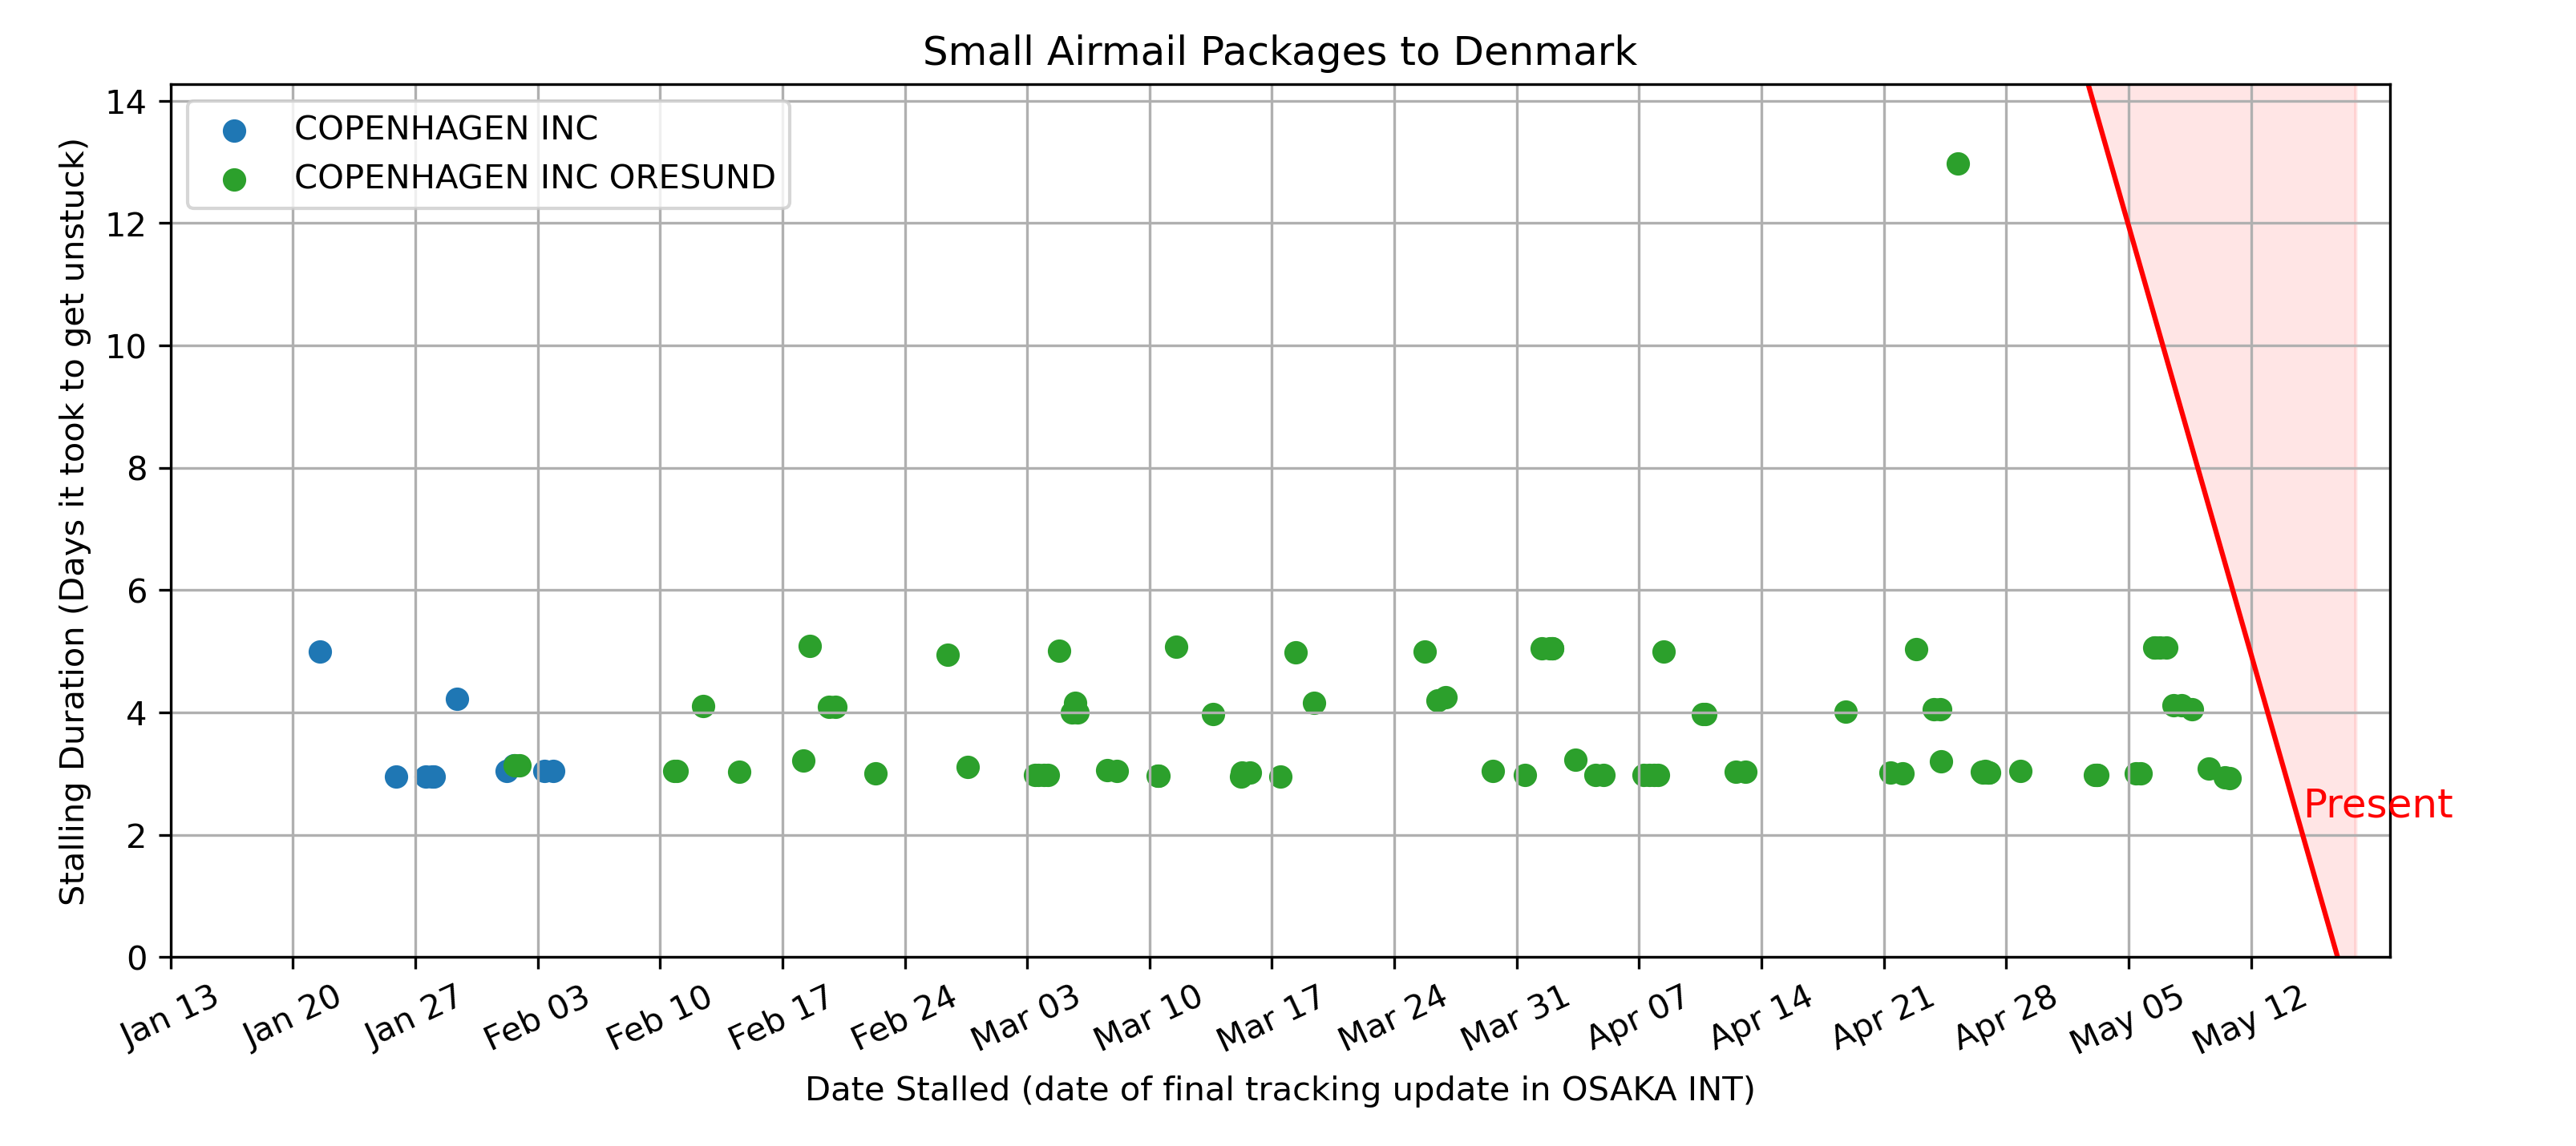 Small Airmail Packages to Denmark
COPENHAGEN INC
COPENHAGEN INC ORESUND
Stalling Duration (Days it took to get unstuck)
14
12
10
8
6
4
2
0
Present
Jan 13
Jan 20
Jan 27
Feb 03
Feb 10
Feb 17
Feb 24
Mar 03
Mar 10
Mar 17
Mar 24
Mar 31
Apr 07
Apr 14
Apr 21
Apr 28
May 05
May 12
Date Stalled (date of final tracking update in OSAKA INT)